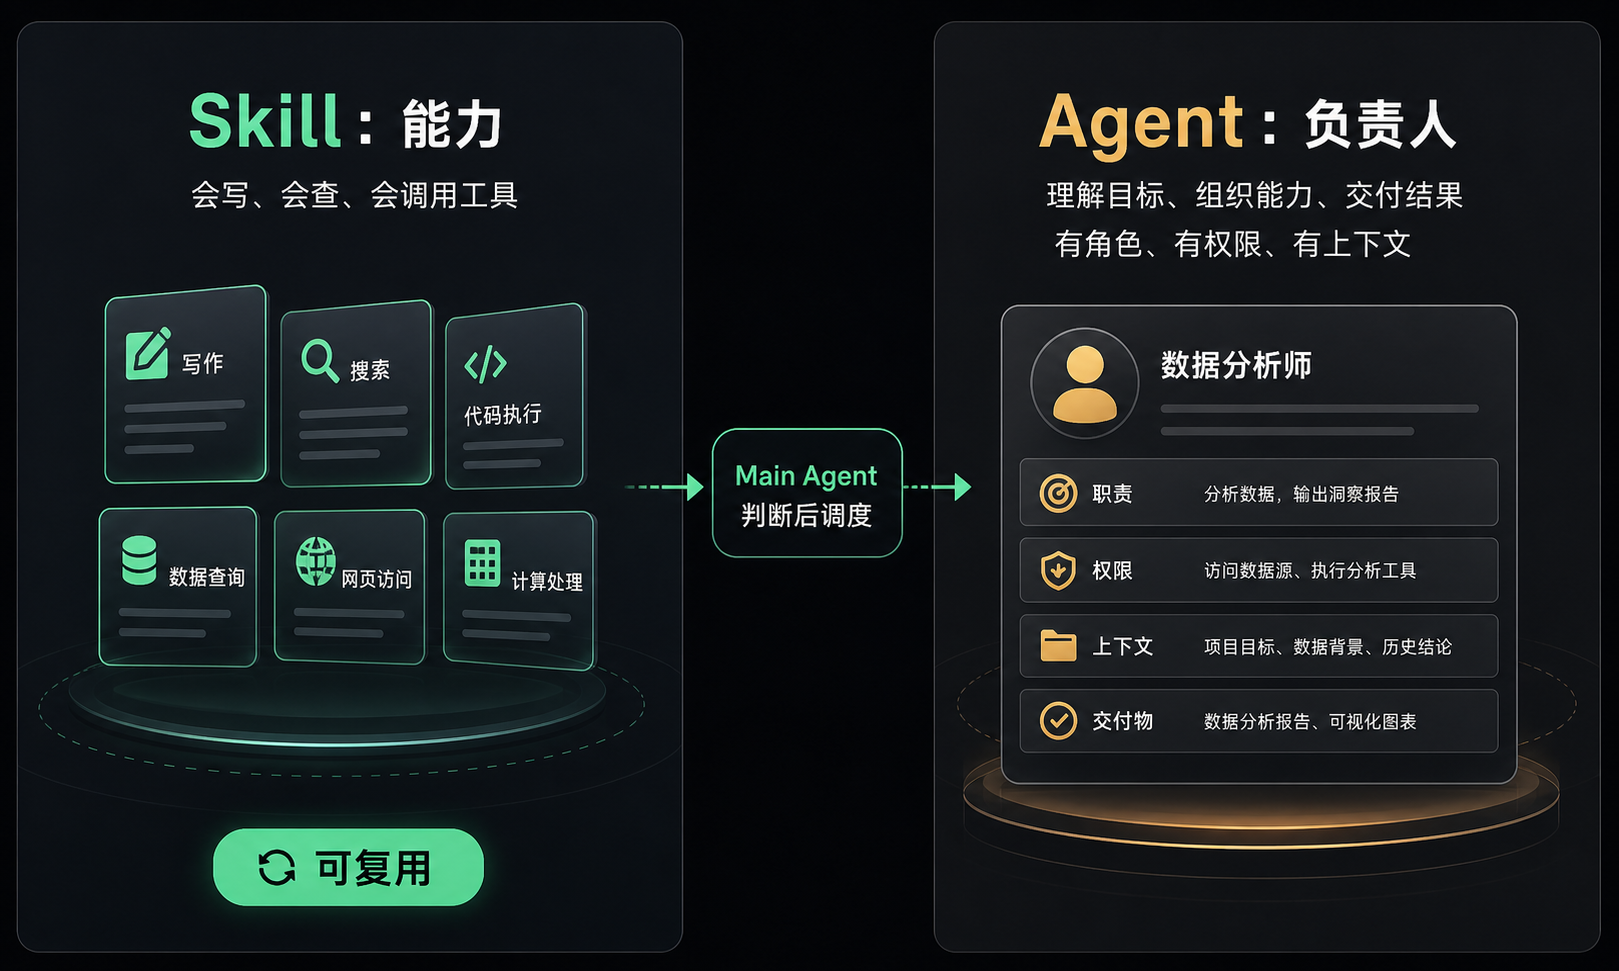 Skill：能力
会写、会查、会调用工具
写作
搜索
代码执行
数据查询
网页访问
计算处理
可复用
Main Agent
判断后调度
Agent：负责人
理解目标、组织能力、交付结果
有角色、有权限、有上下文
数据分析师
职责 分析数据，输出洞察报告
权限 访问数据源、执行分析工具
上下文 项目目标、数据背景、历史结论
交付物 数据分析报告、可视化图表